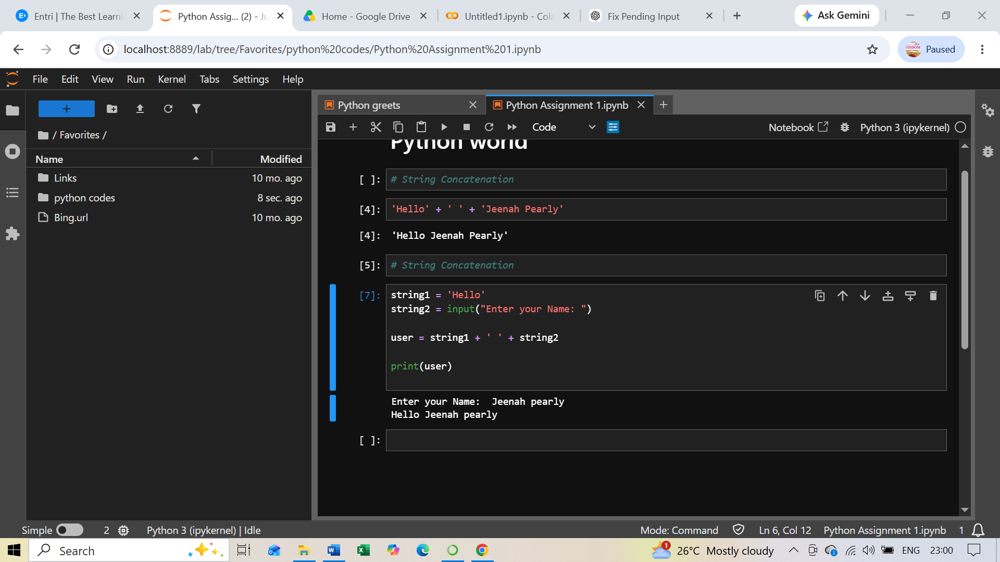 Entri | The Best Learni
Python Assig... (2) - Ju
Home - Google Drive
Untitled1.ipynb - Cola
Fix Pending Input
Ask Gemini
localhost:8889/lab/tree/Favorites/python%20codes/Python%20Assignment%201.ipynb
Paused
File Edit View Run Kernel Tabs Settings Help
Python greets
Python Assignment 1.ipynb
Code
Notebook
Python 3 (ipykernel)
/ Favorites /
Name Modified
Links 10 mo. ago
python codes 8 sec. ago
Bing.url 10 mo. ago
Python world
[ ]: # String Concatenation
[4]: 'Hello' + ' ' + 'Jeenah Pearly'
[4]: 'Hello Jeenah Pearly'
[5]: # String Concatenation
[7]: string1 = 'Hello'
string2 = input("Enter your Name: ")
user = string1 + ' ' + string2
print(user)
Enter your Name:  Jeenah pearly
Hello Jeenah pearly
[ ]:
Simple 2 Python 3 (ipykernel) | Idle
Mode: Command Ln 6, Col 12 Python Assignment 1.ipynb 1
Search
1 26°C Mostly cloudy ENG 23:00